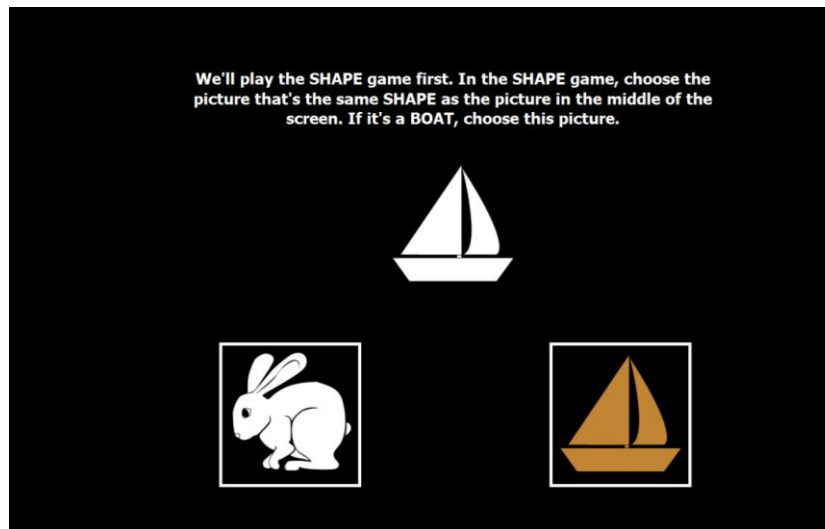 We'll play the SHAPE game first. In the SHAPE game, choose the
picture that's the same SHAPE as the picture in the middle of the
screen. If it's a BOAT, choose this picture.